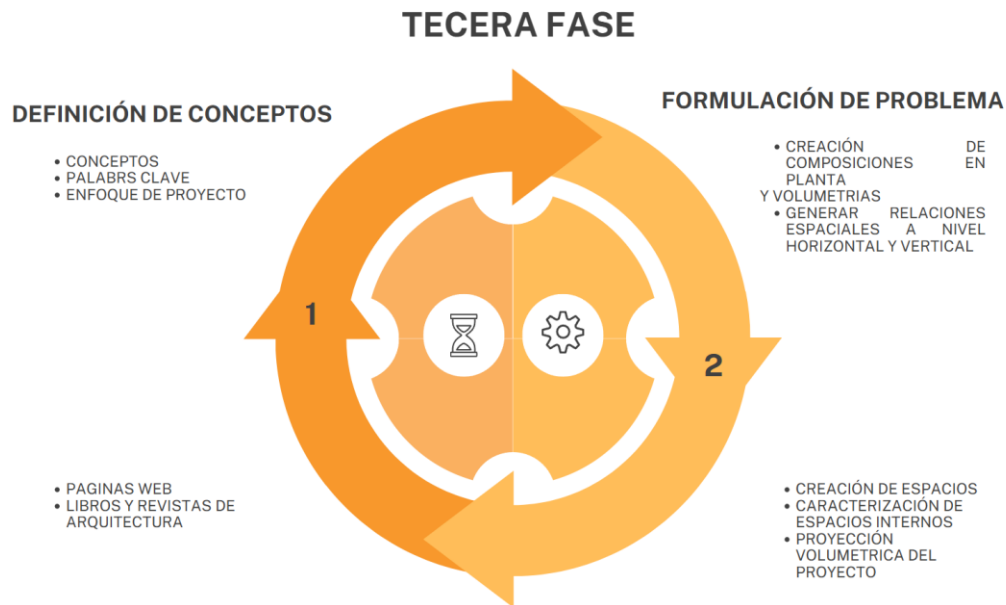 TECERA FASE
DEFINICIÓN DE CONCEPTOS
• CONCEPTOS
• PALABRS CLAVE
• ENFOQUE DE PROYECTO
FORMULACIÓN DE PROBLEMA
• CREACIÓN DE
COMPOSICIONES EN
PLANTA
Y VOLUMETRIAS
• GENERAR RELACIONES
ESPACIALES A NIVEL
HORIZONTAL Y VERTICAL
1
2
• PAGINAS WEB
• LIBROS Y REVISTAS DE
ARQUITECTURA
• CREACIÓN DE ESPACIOS
• CARACTERIZACIÓN DE
ESPACIOS INTERNOS
• PROYECCIÓN
VOLUMETRICA DEL
PROYECTO